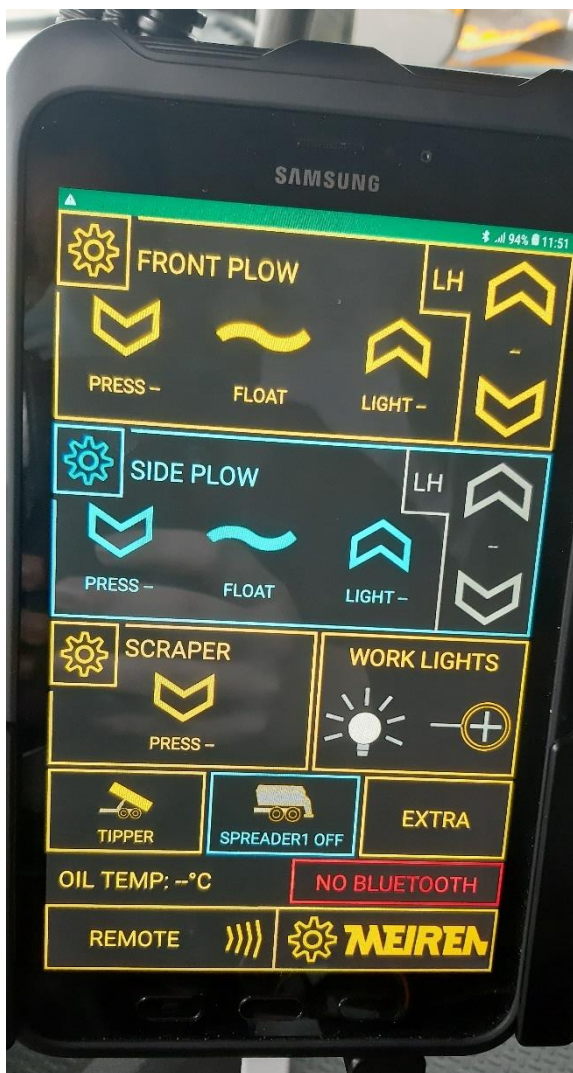 SAMSUNG
94% 11:51
FRONT PLOW
LH
PRESS --
FLOAT
LIGHT --
--
SIDE PLOW
LH
PRESS --
FLOAT
LIGHT --
--
SCRAPER
PRESS --
WORK LIGHTS
TIPPER
SPREADER1 OFF
EXTRA
OIL TEMP: --°C
NO BLUETOOTH
REMOTE
MEIREN